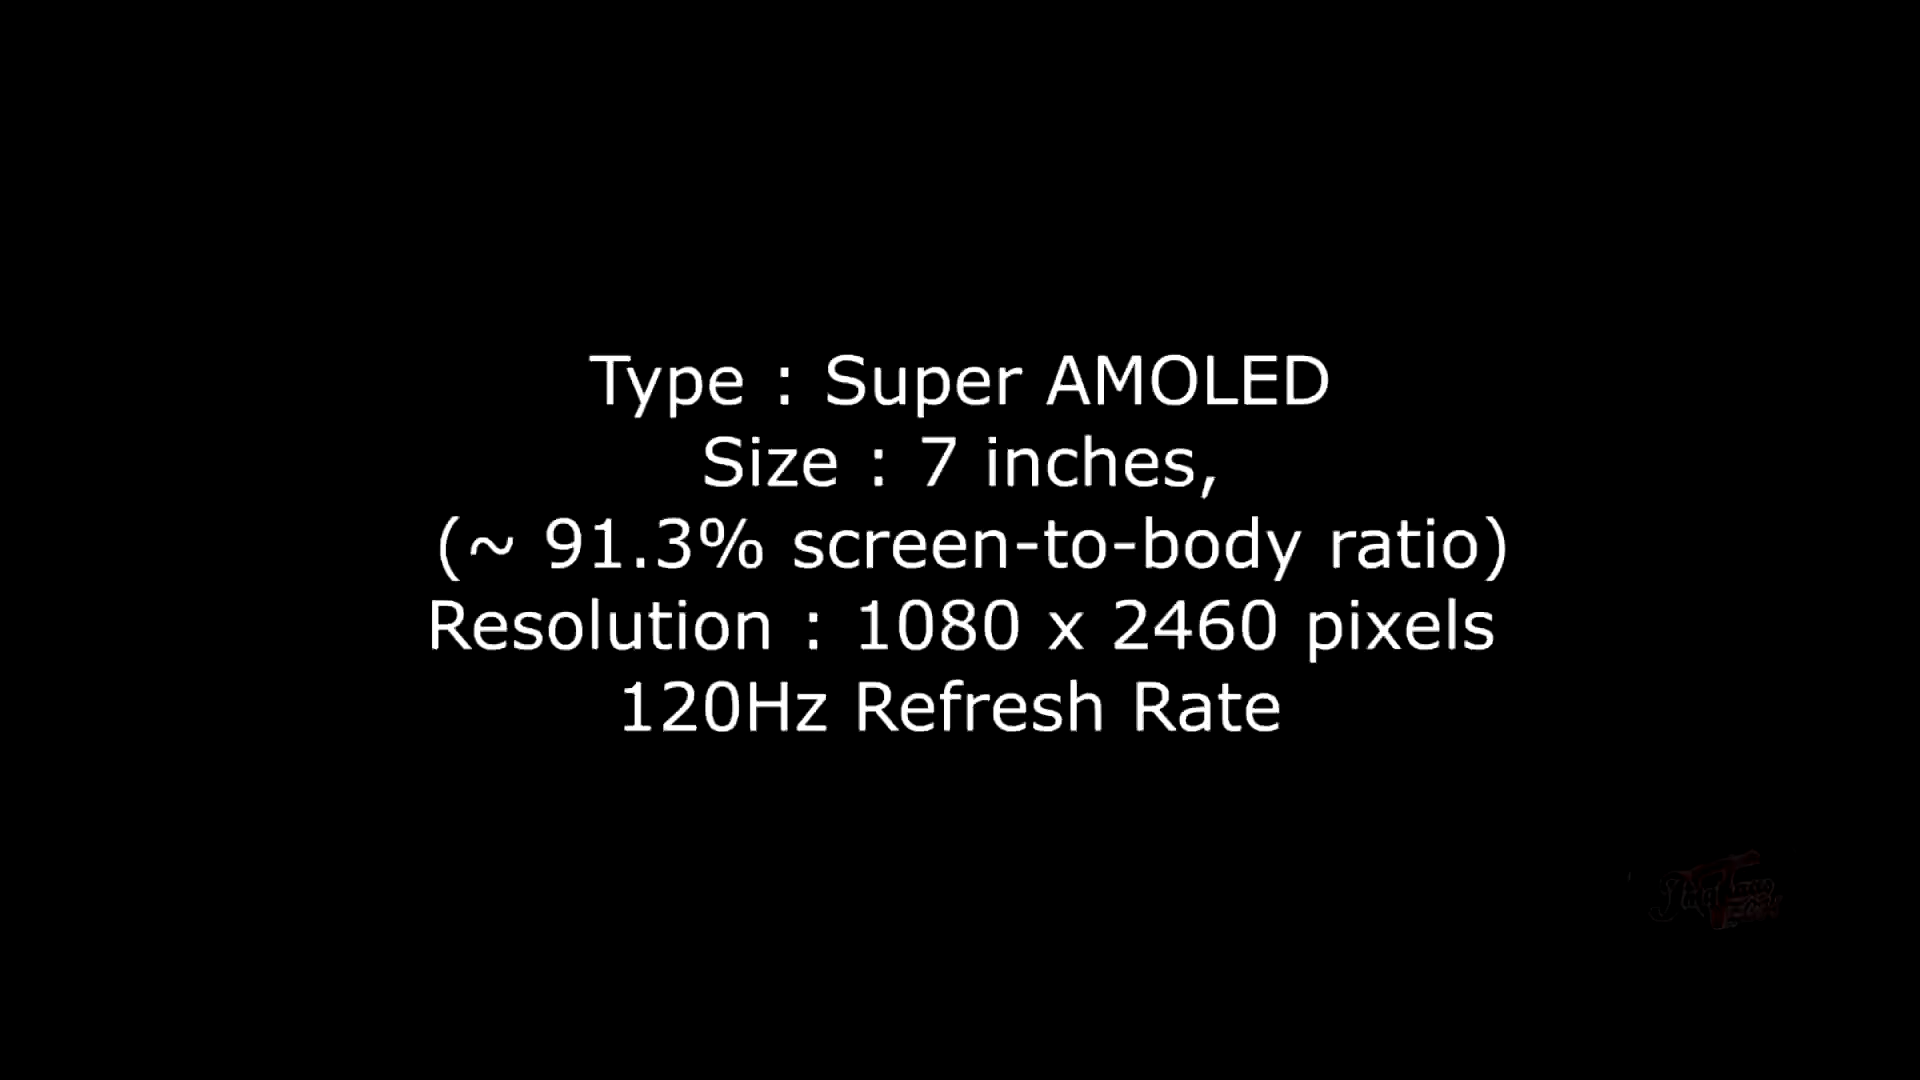 Type : Super AMOLED
Size : 7 inches,
(~ 91.3% screen-to-body ratio)
Resolution : 1080 x 2460 pixels
120Hz Refresh Rate